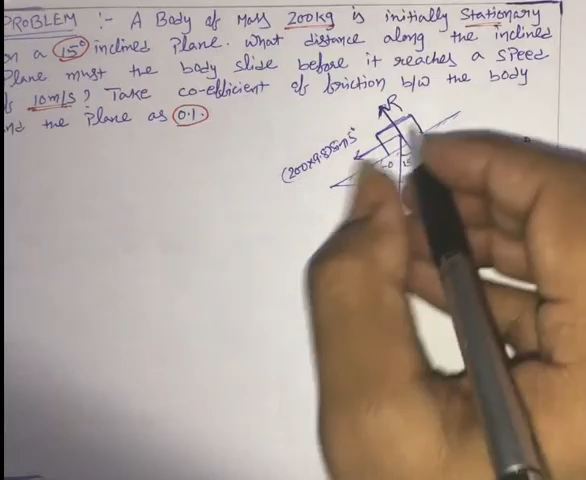 PROBLEM :- A Body of Mass 200kg is initially Stationary
on a 15° inclined Plane. What distance along the inclined
Plane must the body slide before it reaches a speed
of 10m/s? Take co-efficient of friction b/w the body
and the Plane as 0.1.
R
(200×9.8)Sin15°
15